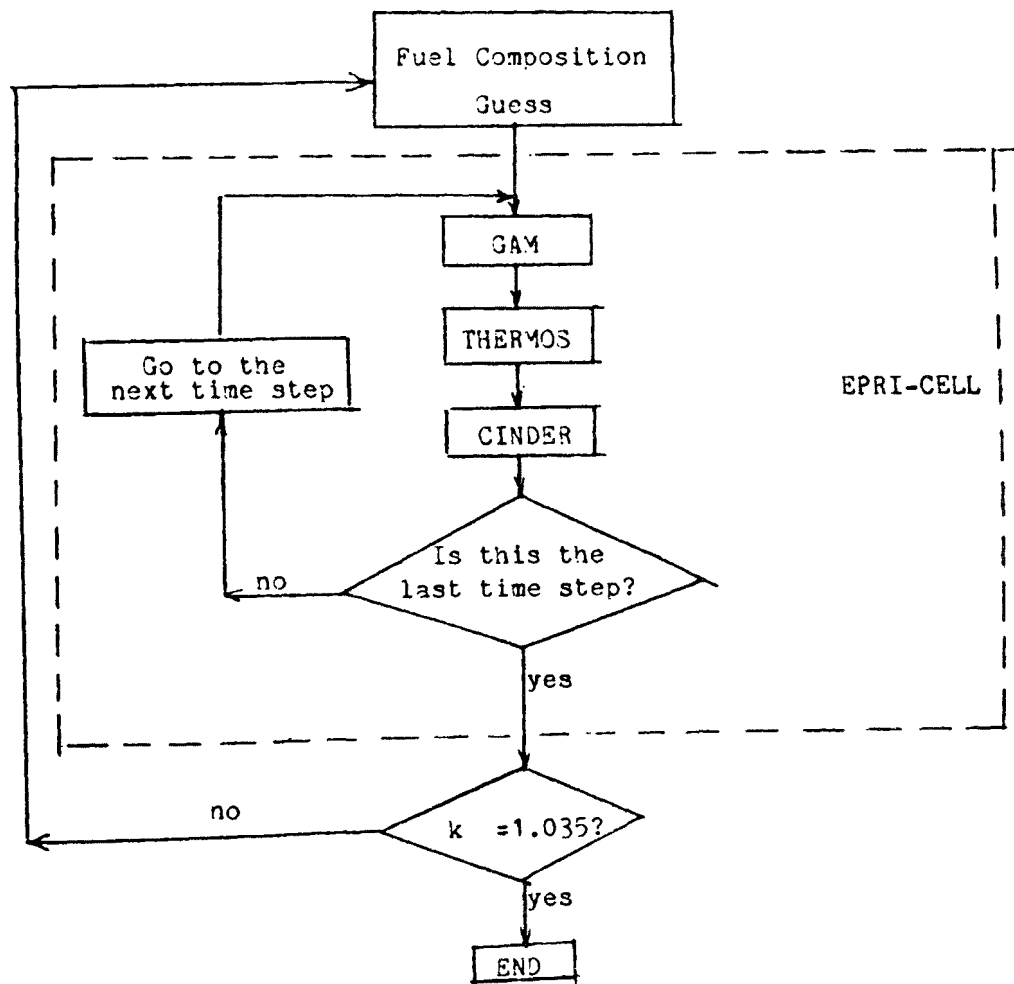 Fuel Composition
Guess
GAM
THERMOS
Go to the
next time step
EPRI-CELL
CINDER
Is this the
last time step?
no
yes
no
k =1.035?
yes
END